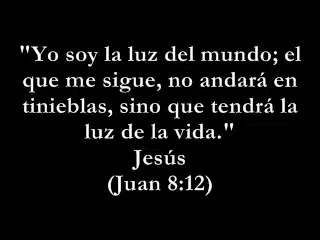 "Yo soy la luz del mundo; el
que me sigue, no andará en
tinieblas, sino que tendrá la
luz de la vida."
Jesús
(Juan 8:12)